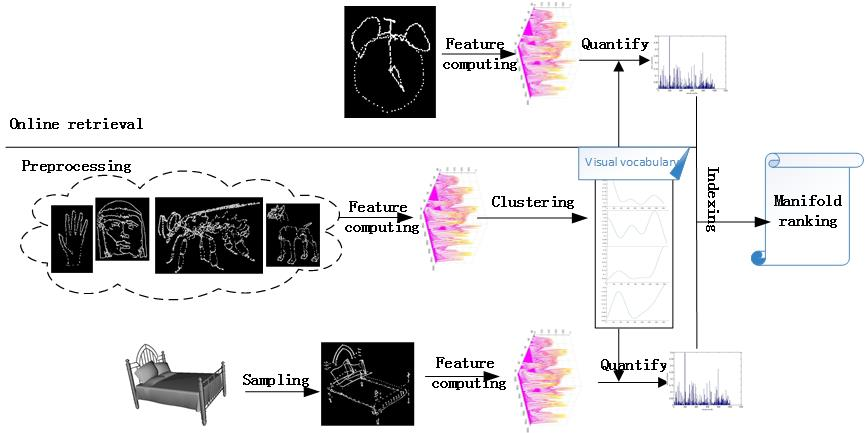 Feature
computing
Quantify
Online retrieval
Preprocessing
Visual vocabulary
Feature
computing
Clustering
Indexing
Manifold
ranking
Sampling
Feature
computing
Quantify